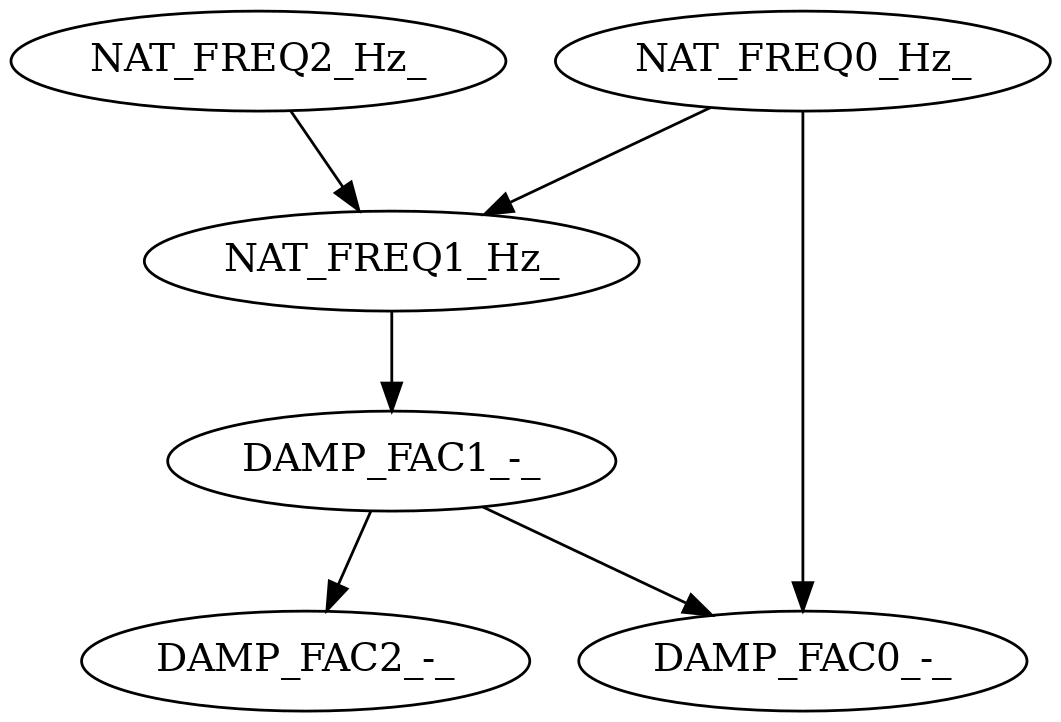 NAT_FREQ2_Hz_
NAT_FREQ0_Hz_
NAT_FREQ1_Hz_
DAMP_FAC1_-_
DAMP_FAC2_-_
DAMP_FAC0_-_